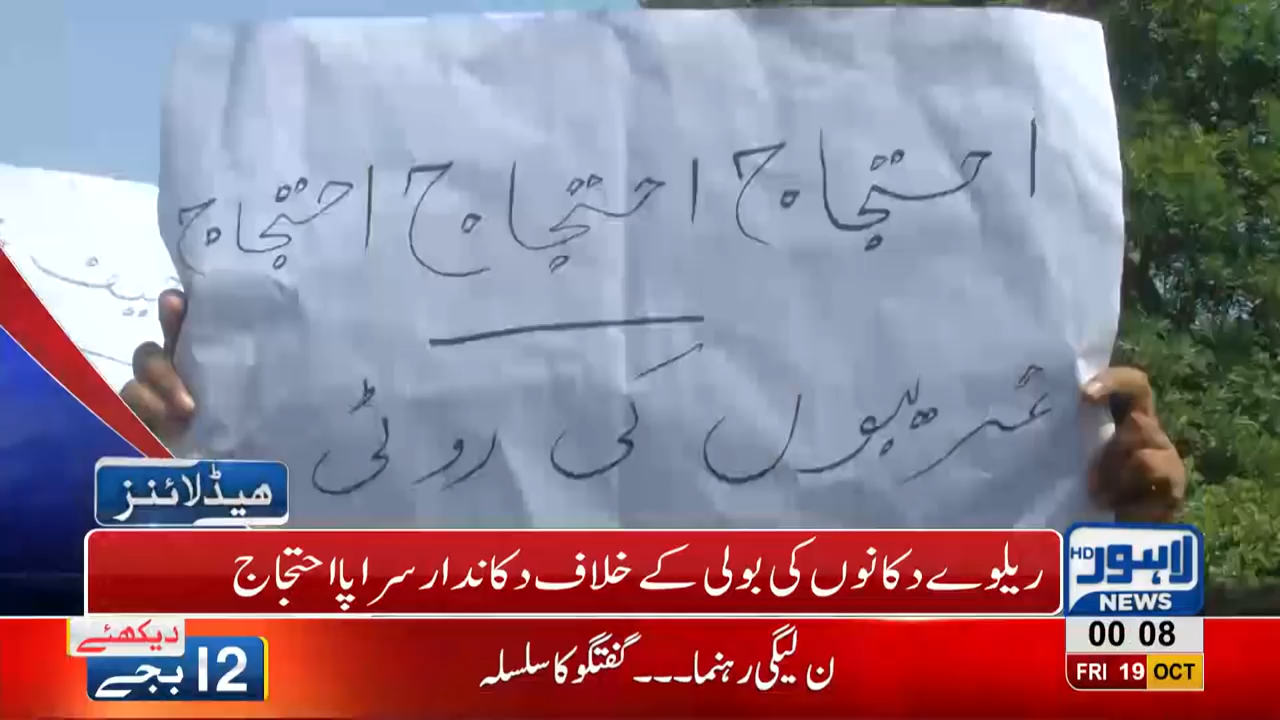 احتجاج احتجاج احتجاج
غریبوں کی روٹی
ھیڈلائنز
ریلوے دکانوں کی بولی کے خلاف دکاندار سراپا احتجاج
HD لاہور
NEWS
00 08
FRI 19 OCT
دیکھئے
12 بجے
ن لیگی رہنما۔۔۔ گفتگو کا سلسلہ